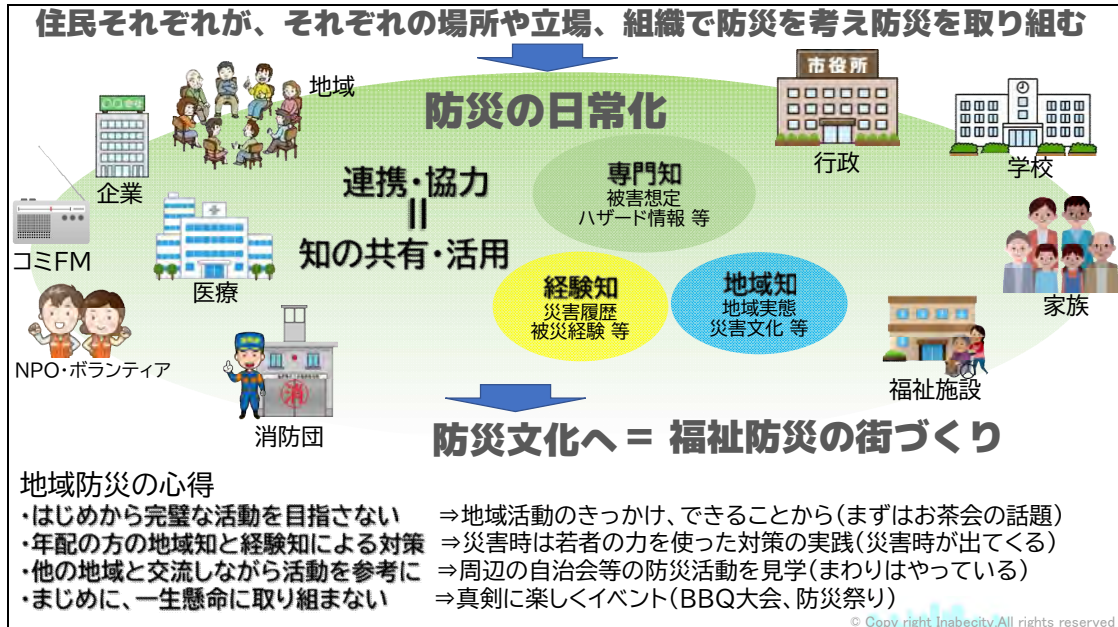 住民それぞれが、それぞれの場所や立場、組織で防災を考え防災を取り組む
防災の日常化
地域
企業
コミFM
医療
NPO・ボランティア
消防団
消
連携・協力
||
知の共有・活用
専門知
被害想定
ハザード情報 等
経験知
災害履歴
被災経験 等
地域知
地域実態
災害文化 等
市役所
行政
学校
家族
福祉施設
防災文化へ = 福祉防災の街づくり
地域防災の心得
・はじめから完璧な活動を目指さない ⇒地域活動のきっかけ、できることから(まずはお茶会の話題)
・年配の方の地域知と経験知による対策 ⇒災害時は若者の力を使った対策の実践(災害時が出てくる)
・他の地域と交流しながら活動を参考に ⇒周辺の自治会等の防災活動を見学(まわりはやっている)
・まじめに、一生懸命に取り組まない ⇒真剣に楽しくイベント(BBQ大会、防災祭り)
© Copy right Inabecity.All rights reserved